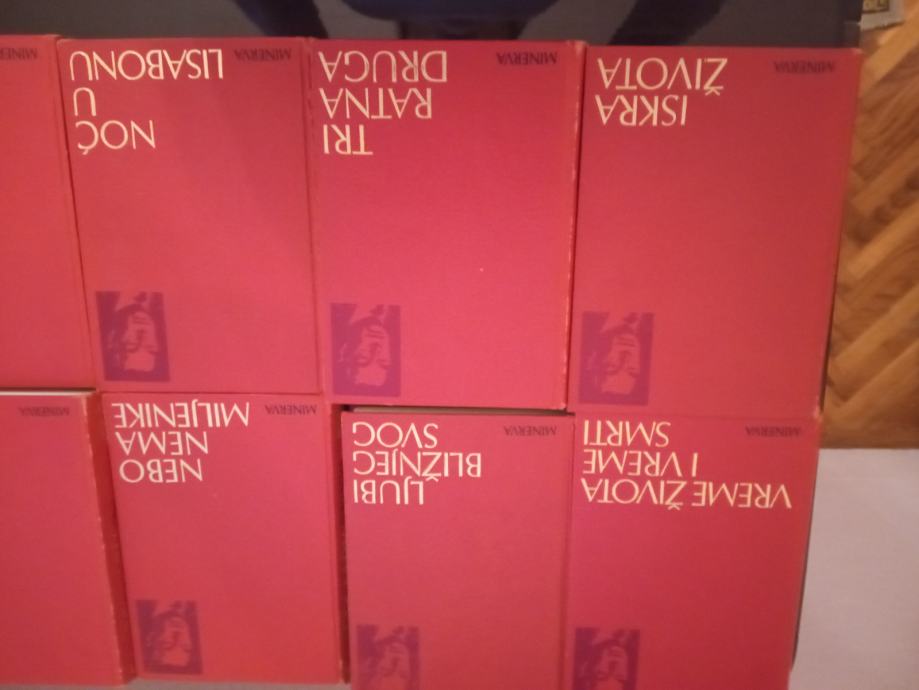 VREME ŽIVOTA
I VREME
SMRTI
MINERVA
LJUBI
BLIŽNJEG
SVOG
MINERVA
NEBO
NEMA
MILJENIKE
MINERVA
MINERVA
ISKRA
ŽIVOTA
MINERVA
TRI
RATNA
DRUGA
MINERVA
NOĆ
U
LISABONU
MINERVA
MINERVA